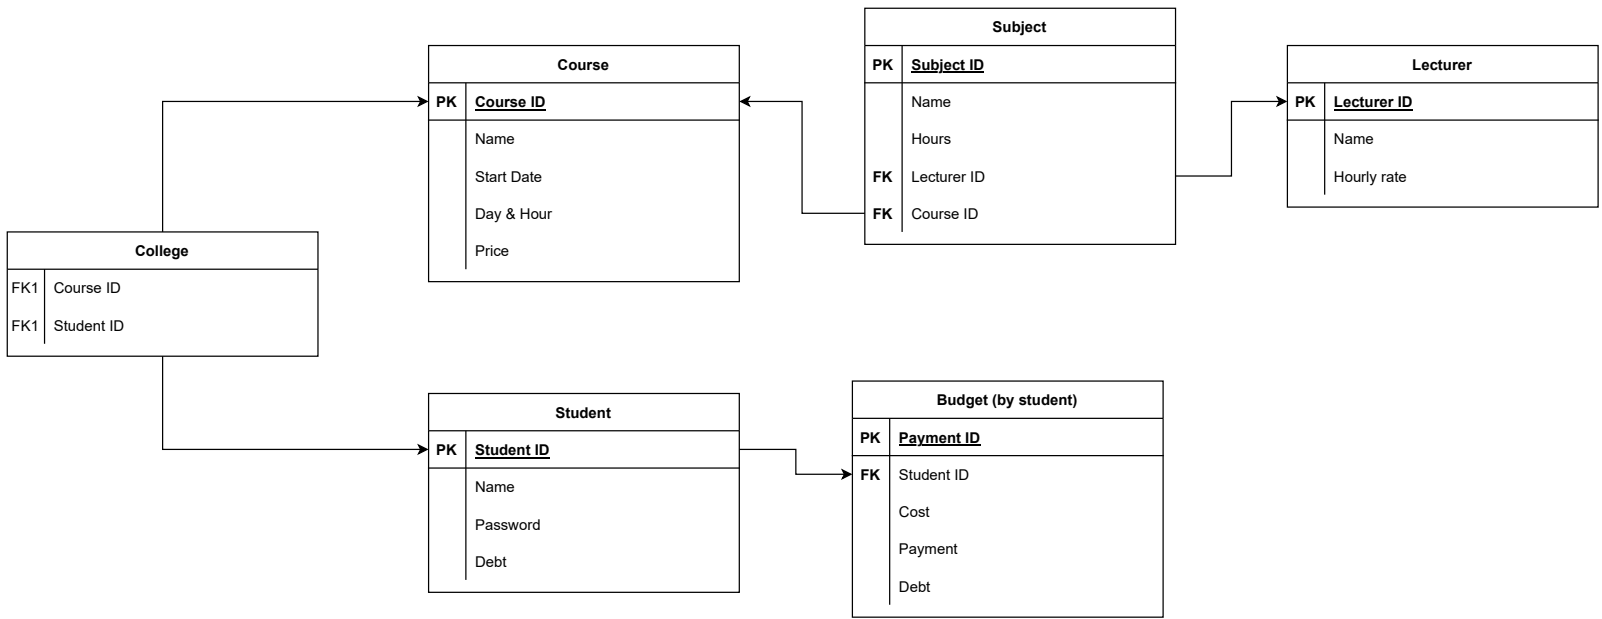 Course
PK Course ID
Name
Start Date
Day & Hour
Price
Subject
PK Subject ID
Name
Hours
FK Lecturer ID
FK Course ID
Lecturer
PK Lecturer ID
Name
Hourly rate
College
FK1 Course ID
FK1 Student ID
Student
PK Student ID
Name
Password
Debt
Budget (by student)
PK Payment ID
FK Student ID
Cost
Payment
Debt